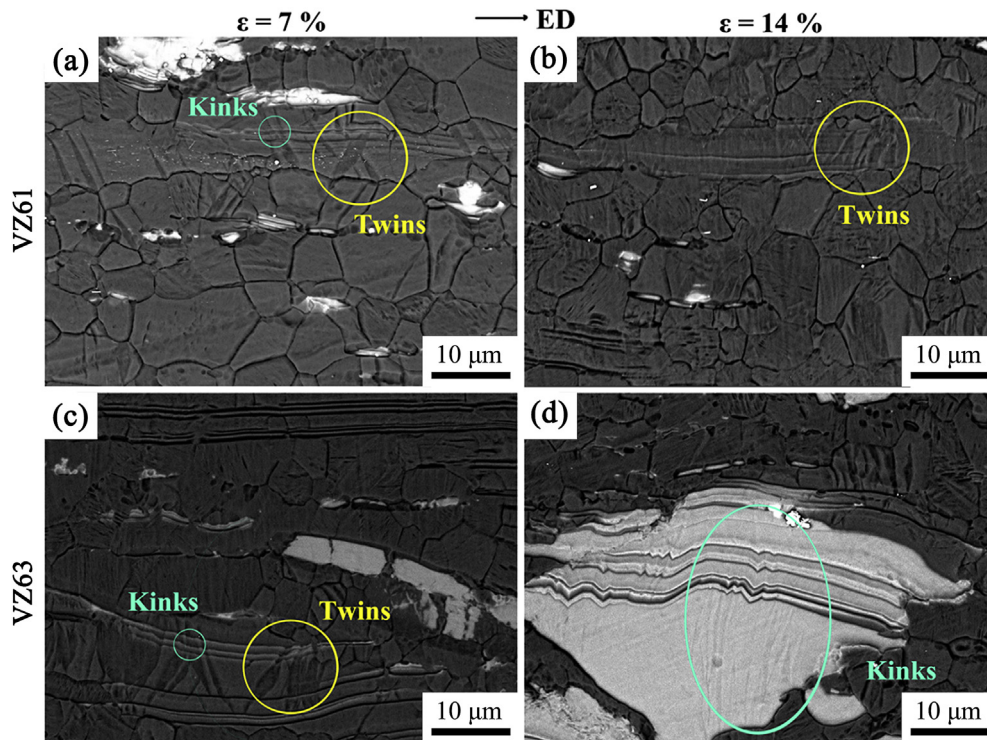 ε = 7 %
ED
ε = 14 %
(a)
Kinks
Twins
10 μm
VZ61
(b)
Twins
10 μm
(c)
Kinks
Twins
10 μm
VZ63
(d)
Kinks
10 μm